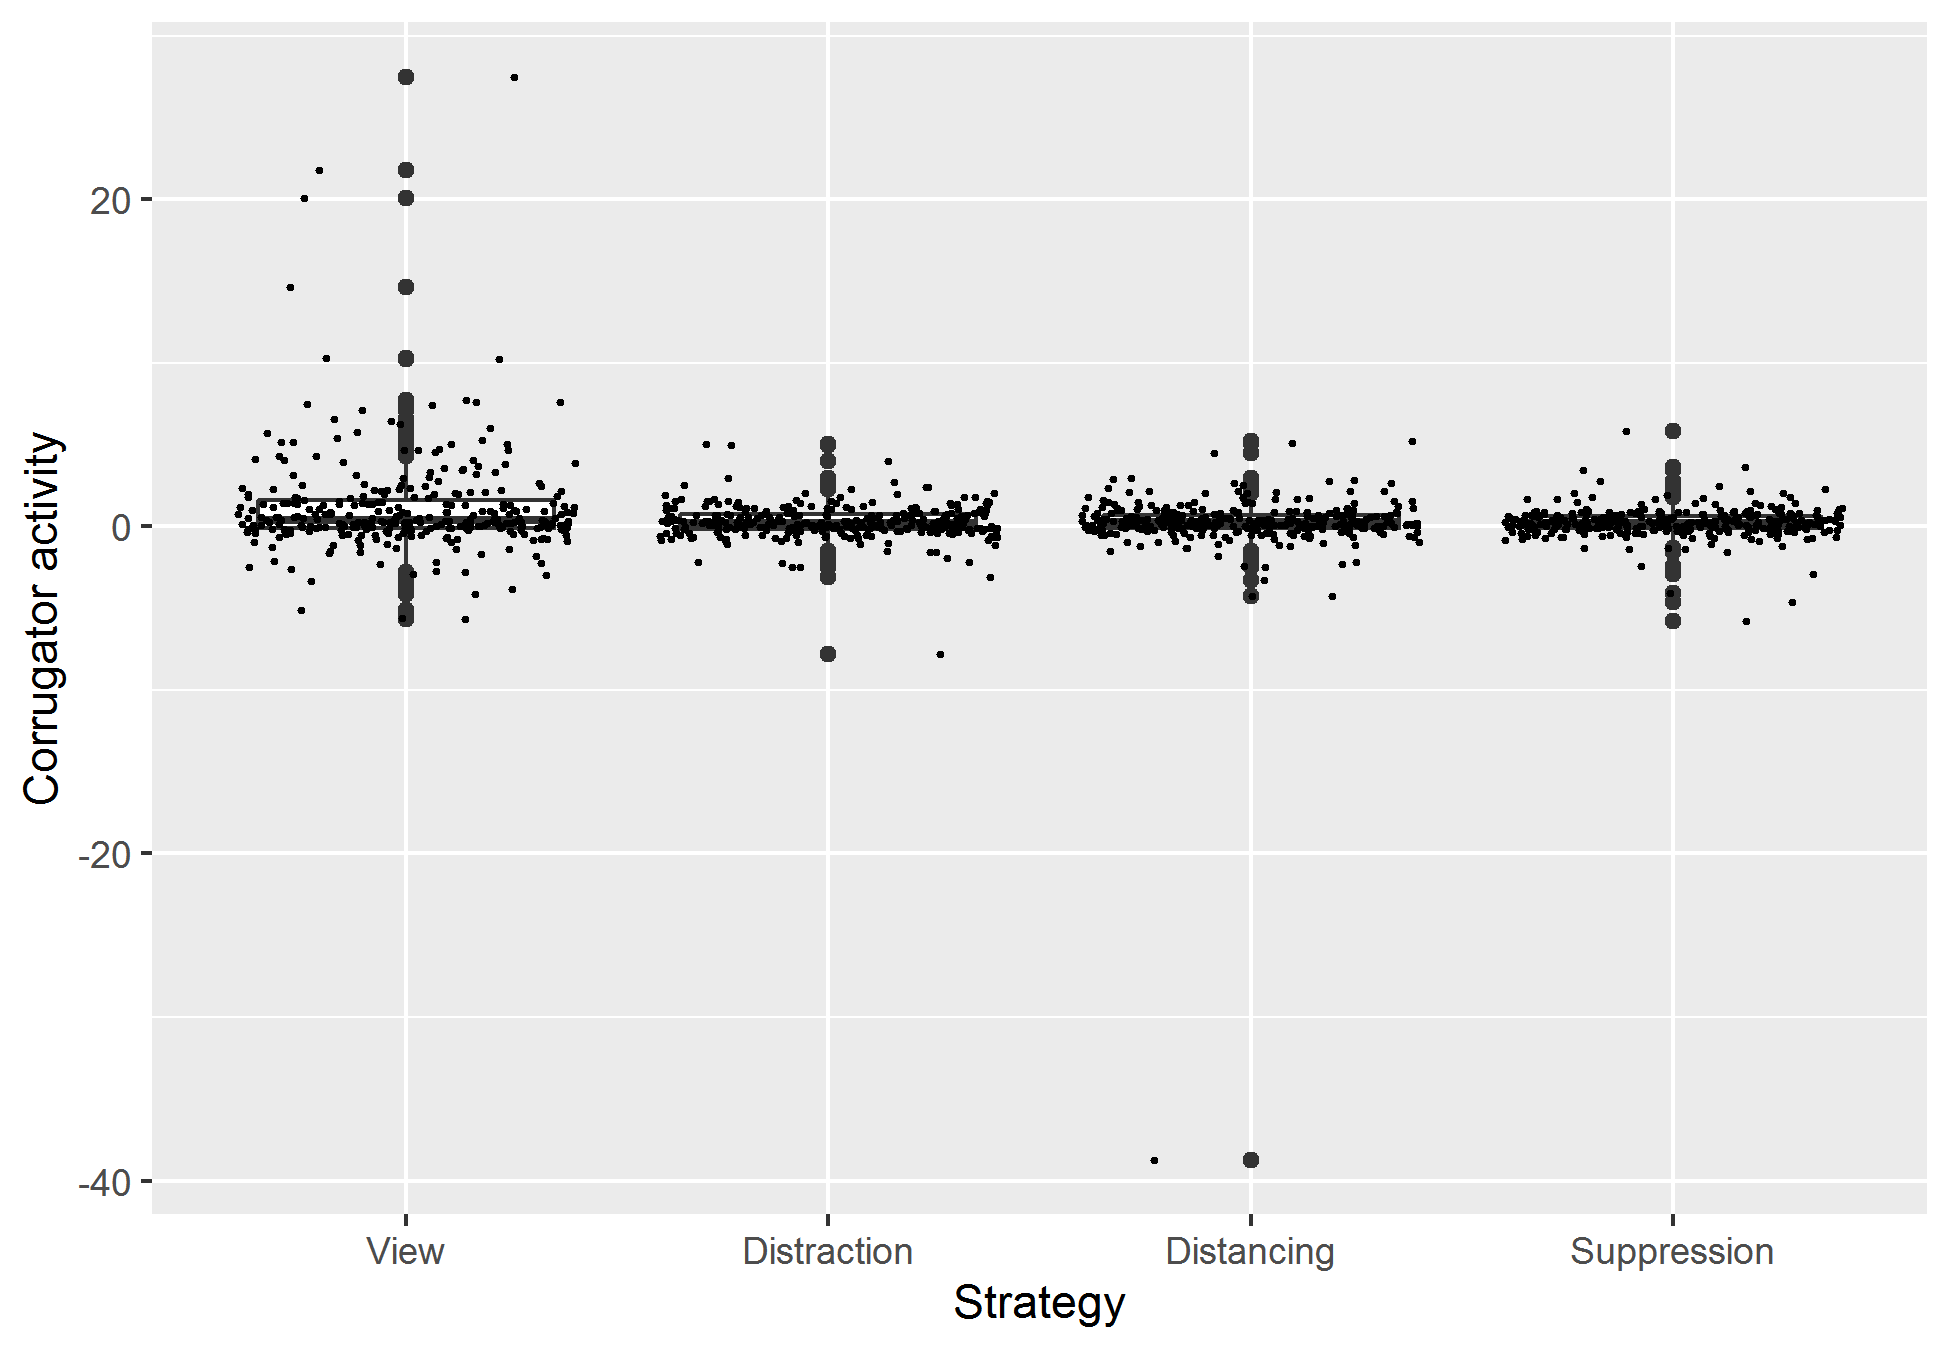 Corrugator activity
20
0
-20
-40
View Distraction Distancing Suppression
Strategy